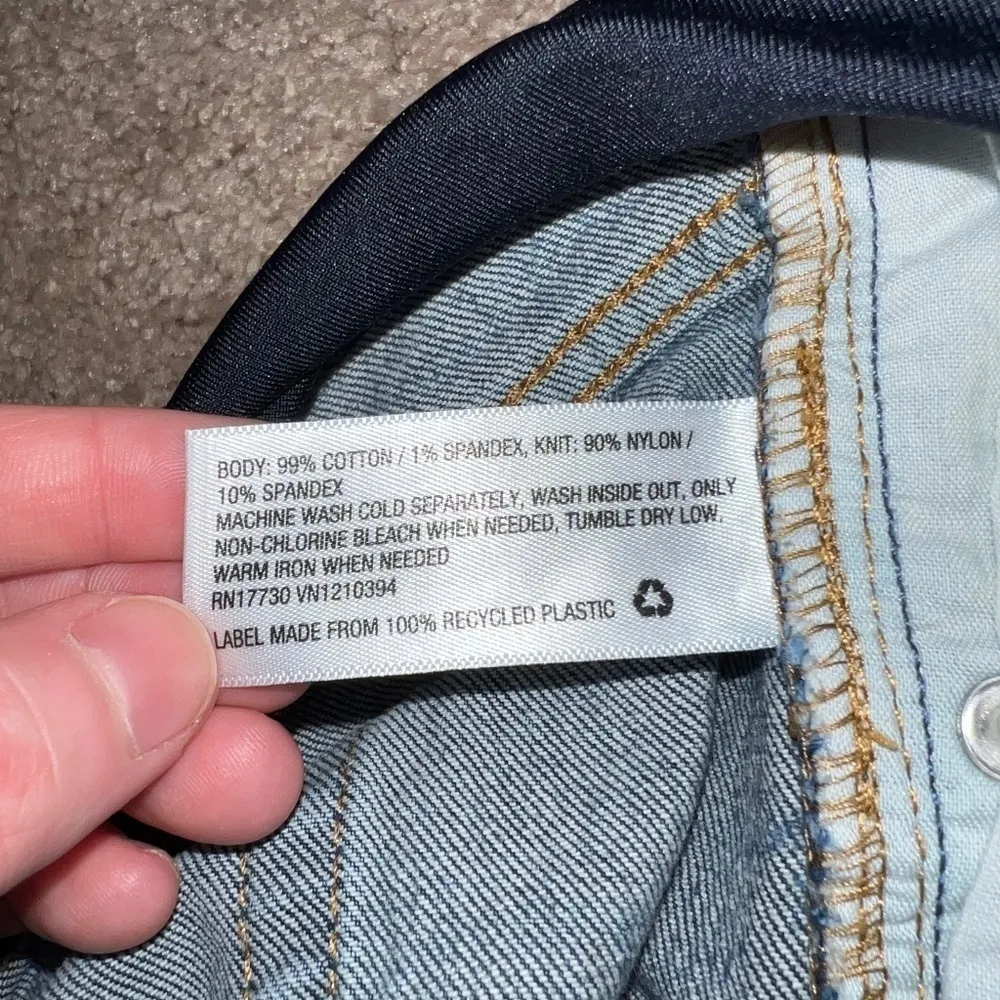 BODY: 99% COTTON / 1% SPANDEX, KNIT: 90% NYLON /
10% SPANDEX
MACHINE WASH COLD SEPARATELY, WASH INSIDE OUT, ONLY
NON-CHLORINE BLEACH WHEN NEEDED, TUMBLE DRY LOW,
WARM IRON WHEN NEEDED
RN17730 VN1210394
LABEL MADE FROM 100% RECYCLED PLASTIC